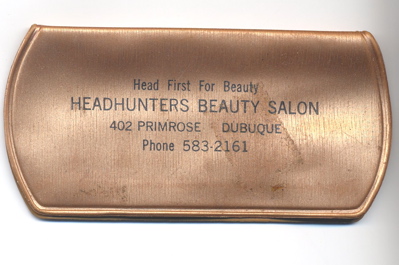 Head First For Beauty
HEADHUNTERS BEAUTY SALON
402 PRIMROSE - DUBUQUE
Phone 583-2161